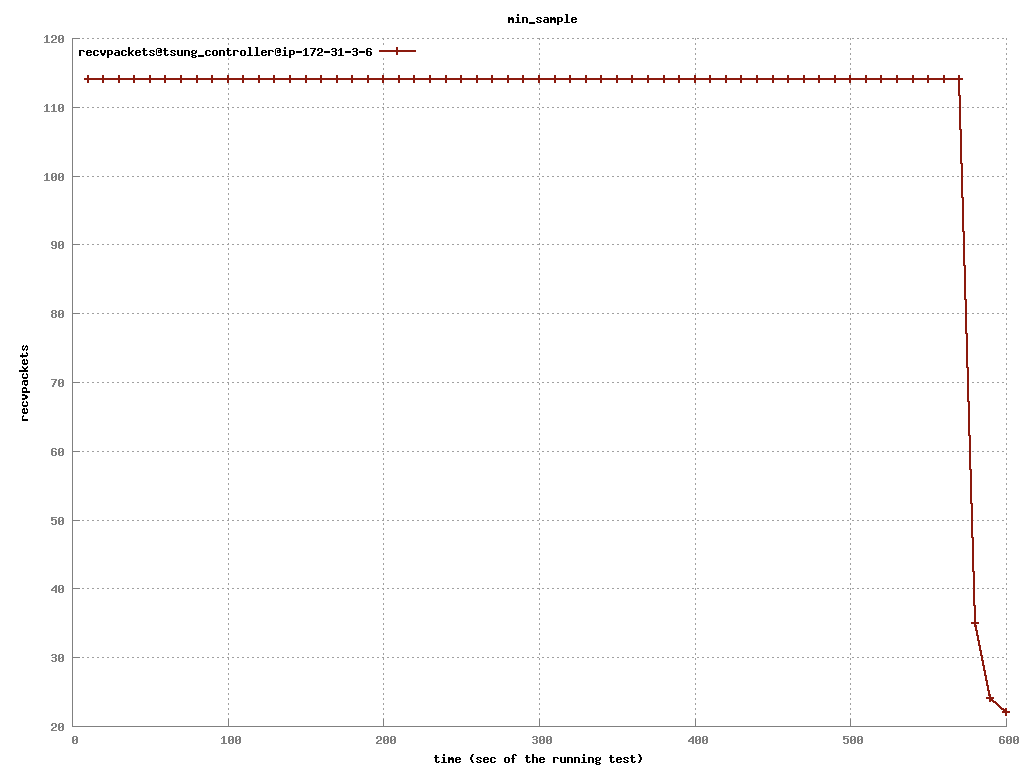 min_sample
recvpackets@tsung_controller@ip-172-31-3-6
120
110
100
90
80
70
60
50
40
30
20
recvpackets
0 100 200 300 400 500 600
time (sec of the running test)